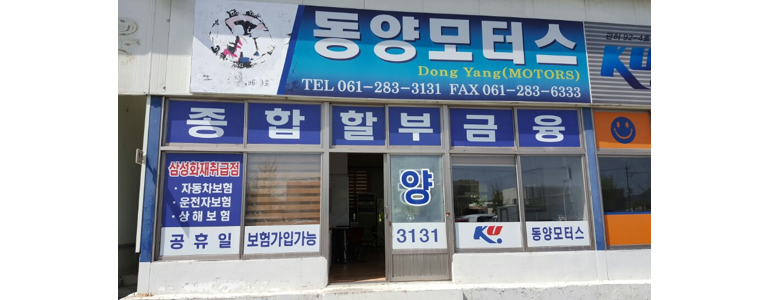 동양모터스
Dong Yang(MOTORS)
TEL 061-283-3131 FAX 061-283-6333
KU.
종합할부금융
삼성화재취급점
· 자동차보험
· 운전자보험
· 상해보험
공휴일 보험가입가능
양
3131
KU.
동양모터스